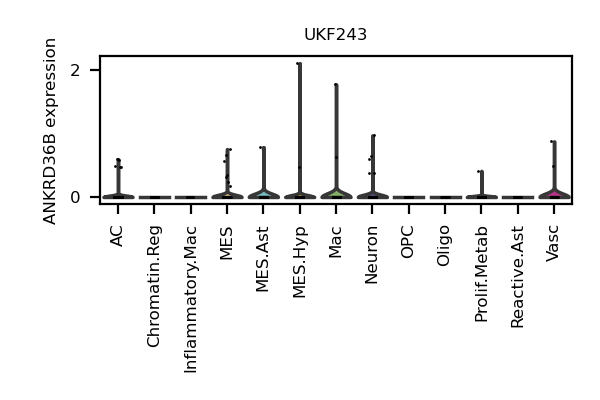 UKF243
ANKRD36B expression
2
0
AC
Chromatin.Reg
Inflammatory.Mac
MES
MES.Ast
MES.Hyp
Mac
Neuron
OPC
Oligo
Prolif.Metab
Reactive.Ast
Vasc